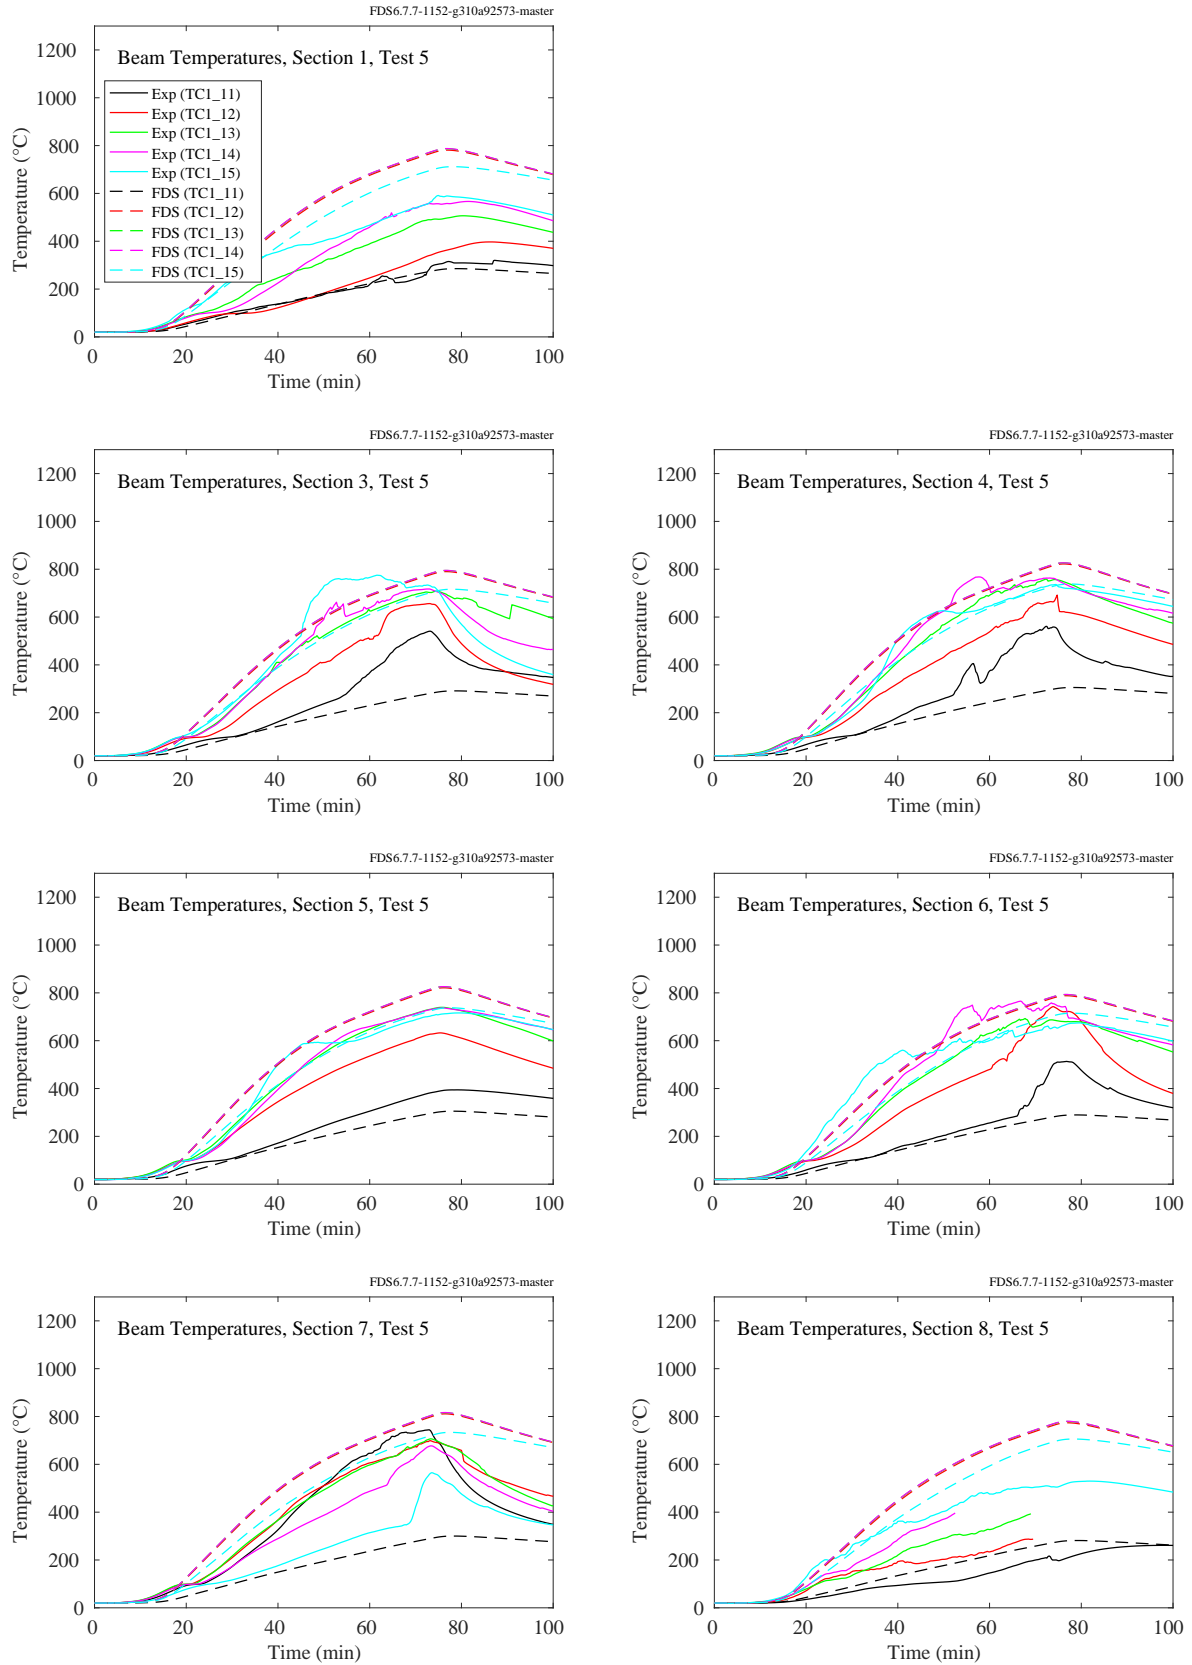 FDS6.7.7-1152-g310a92573-master
Beam Temperatures, Section 1, Test 5
Exp (TC1_11)
Exp (TC1_12)
Exp (TC1_13)
Exp (TC1_14)
Exp (TC1_15)
FDS (TC1_11)
FDS (TC1_12)
FDS (TC1_13)
FDS (TC1_14)
FDS (TC1_15)
Temperature (°C)
1200
1000
800
600
400
200
0
0 20 40 60 80 100
Time (min)
FDS6.7.7-1152-g310a92573-master
Beam Temperatures, Section 3, Test 5
Temperature (°C)
1200
1000
800
600
400
200
0
0 20 40 60 80 100
Time (min)
FDS6.7.7-1152-g310a92573-master
Beam Temperatures, Section 4, Test 5
Temperature (°C)
1200
1000
800
600
400
200
0
0 20 40 60 80 100
Time (min)
FDS6.7.7-1152-g310a92573-master
Beam Temperatures, Section 5, Test 5
Temperature (°C)
1200
1000
800
600
400
200
0
0 20 40 60 80 100
Time (min)
FDS6.7.7-1152-g310a92573-master
Beam Temperatures, Section 6, Test 5
Temperature (°C)
1200
1000
800
600
400
200
0
0 20 40 60 80 100
Time (min)
FDS6.7.7-1152-g310a92573-master
Beam Temperatures, Section 7, Test 5
Temperature (°C)
1200
1000
800
600
400
200
0
0 20 40 60 80 100
Time (min)
FDS6.7.7-1152-g310a92573-master
Beam Temperatures, Section 8, Test 5
Temperature (°C)
1200
1000
800
600
400
200
0
0 20 40 60 80 100
Time (min)